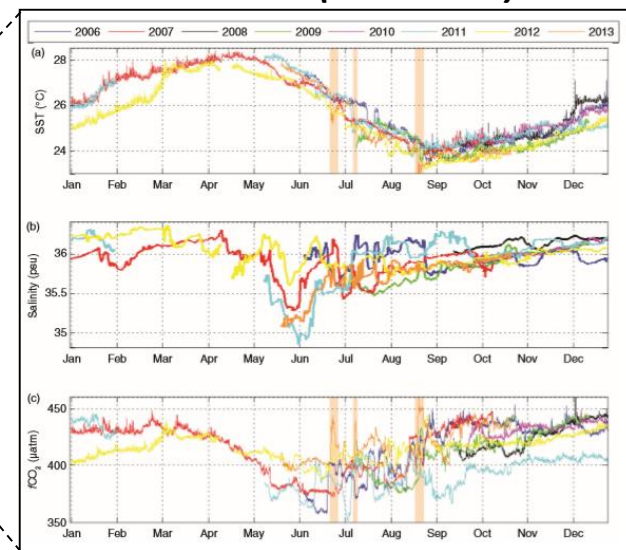 2006 2007 2008 2009 2010 2011 2012 2013
(a)
SST (°C)
28
26
24
Jan Feb Mar Apr May Jun Jul Aug Sep Oct Nov Dec
(b)
Salinity (psu)
36
35.5
35
Jan Feb Mar Apr May Jun Jul Aug Sep Oct Nov Dec
(c)
fCO₂ (µatm)
450
400
350
Jan Feb Mar Apr May Jun Jul Aug Sep Oct Nov Dec